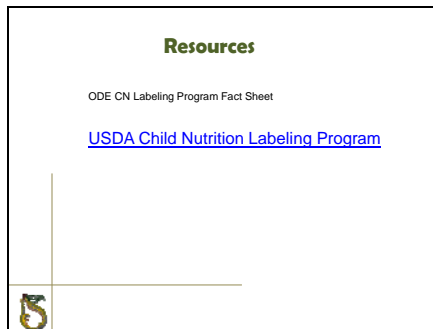 Resources
ODE CN Labeling Program Fact Sheet
USDA Child Nutrition Labeling Program